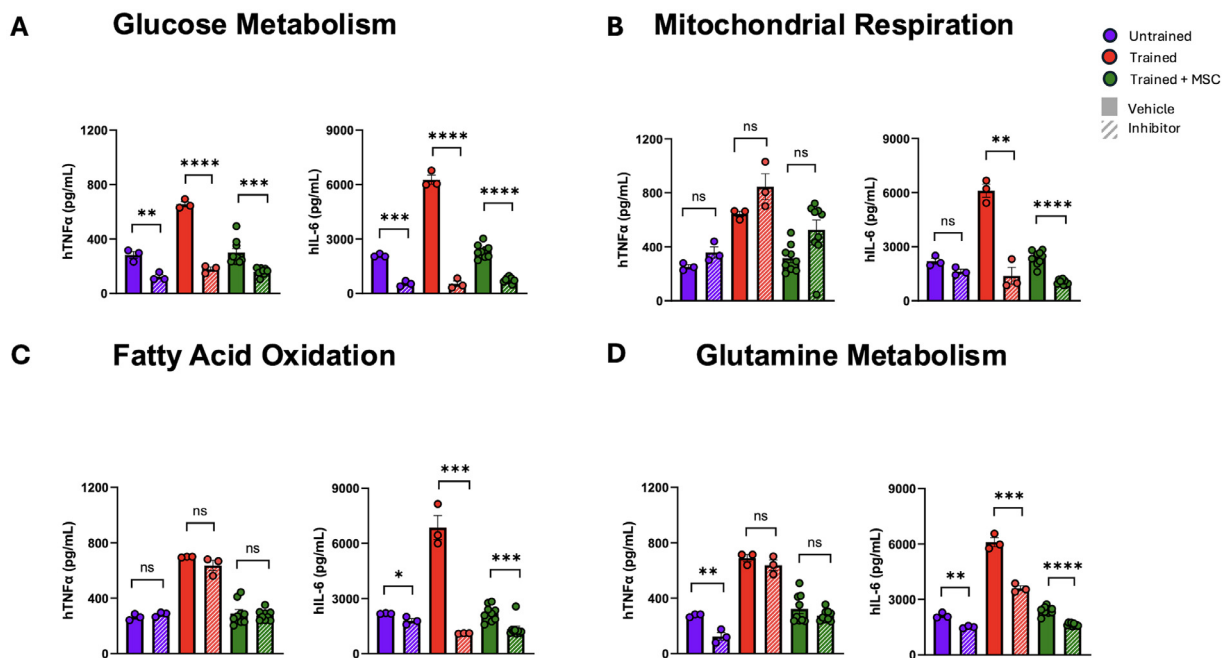 A Glucose Metabolism
B Mitochondrial Respiration
Untrained
Trained
Trained + MSC
Vehicle
Inhibitor
hTNFα (pg/mL)
1200
800
400
0
**
****
***
hIL-6 (pg/mL)
9000
6000
3000
0
***
****
****
hTNFα (pg/mL)
1200
800
400
0
ns
ns
ns
hIL-6 (pg/mL)
9000
6000
3000
0
ns
**
****
C Fatty Acid Oxidation
D Glutamine Metabolism
hTNFα (pg/mL)
1200
800
400
0
ns
ns
ns
hIL-6 (pg/mL)
9000
6000
3000
0
*
***
***
hTNFα (pg/mL)
1200
800
400
0
**
ns
ns
hIL-6 (pg/mL)
9000
6000
3000
0
**
***
****